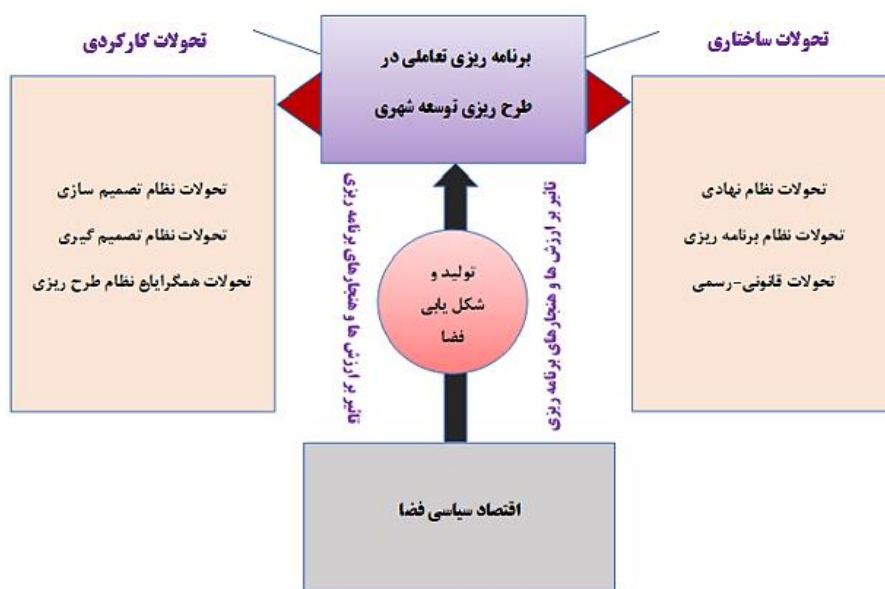 تحولات ساختاری
برنامه ریزی تعاملی در
طرح ریزی توسعه شهری
تحولات کارکردی
تحولات نظام نهادی
تحولات نظام برنامه ریزی
تحولات قانونی-رسمی
تاثیر بر ارزش ها و هنجارهای برنامه ریزی
تولید و
شکل یابی
فضا
تاثیر بر ارزش ها و هنجارهای برنامه ریزی
تحولات نظام تصمیم سازی
تحولات نظام تصمیم گیری
تحولات همگرایانع نظام طرح ریزی
اقتصاد سیاسی فضا